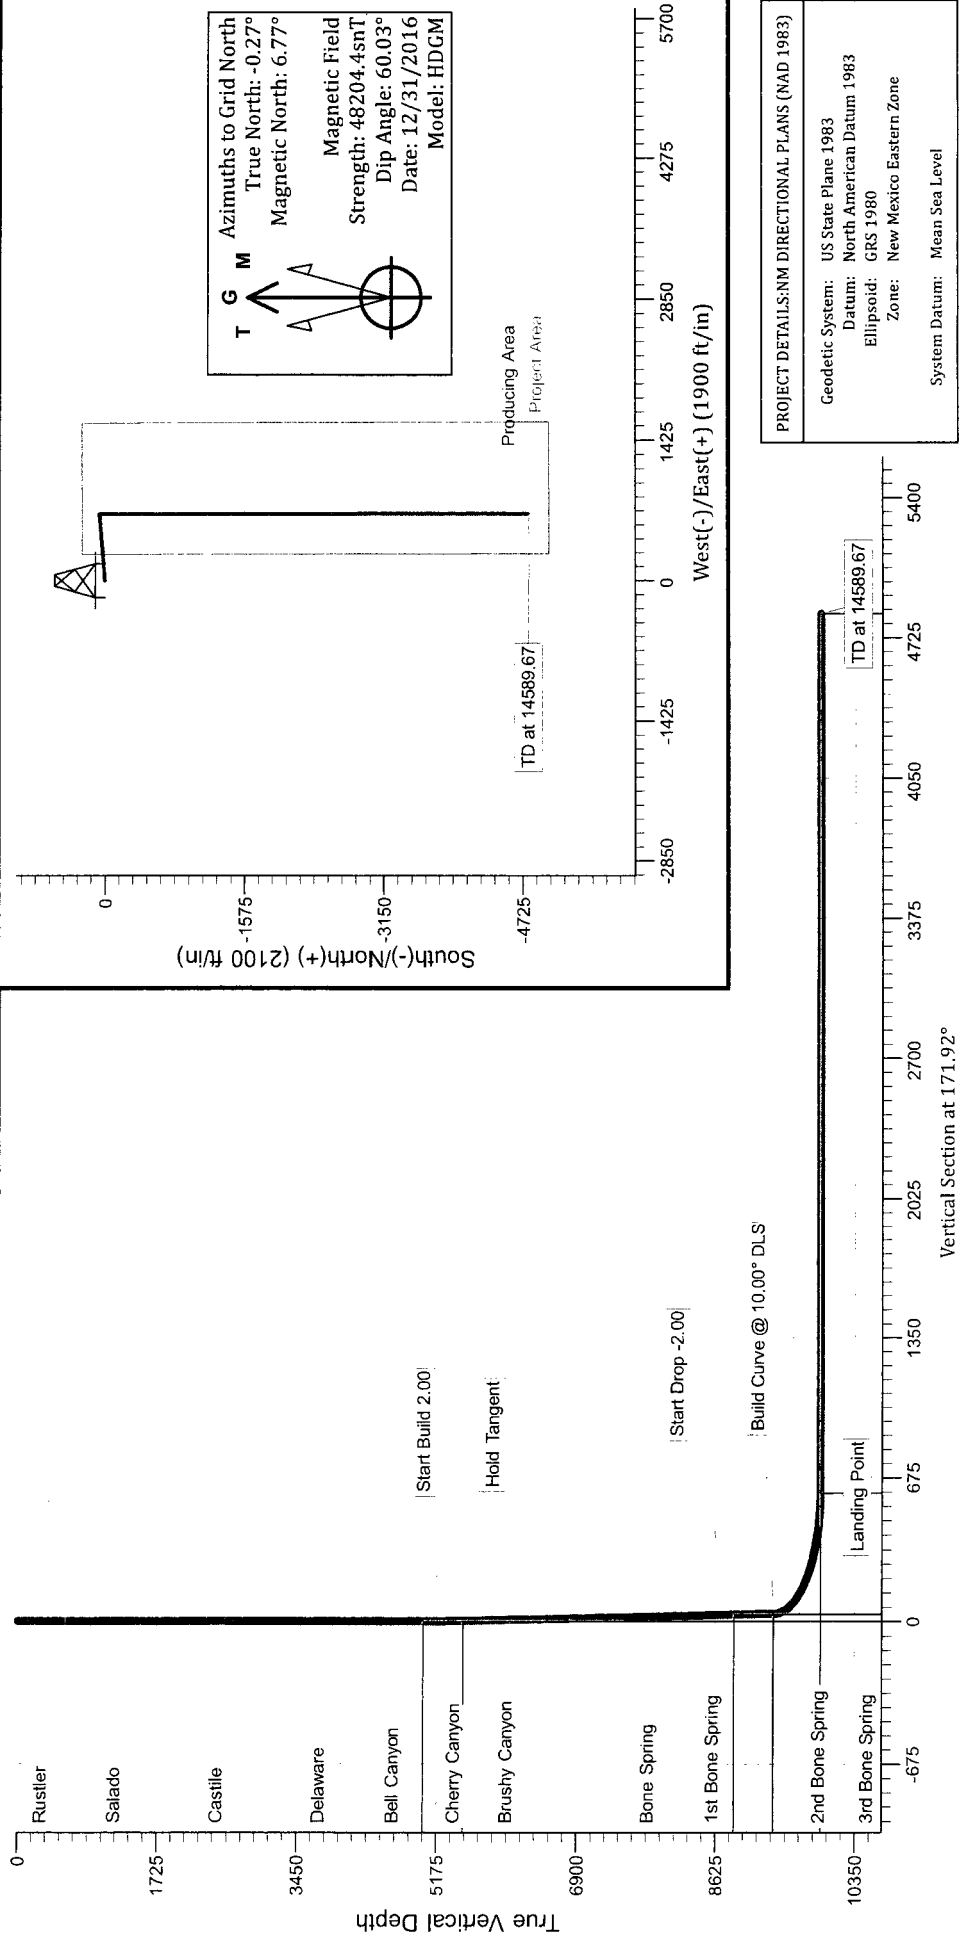 Azimuths to Grid North
True North: -0.27°
Magnetic North: 6.77°
Magnetic Field
Strength: 48204.4snT
Dip Angle: 60.03°
Date: 12/31/2016
Model: HDGM
T G M
South(-)/North(+) (2100 ft/in)
0
-1575
-3150
-4725
Producing Area
Project Area
TD at 14589.67
-2850
-1425
0
1425
2850
4275
5700
West(-)/East(+) (1900 ft/in)
PROJECT DETAILS:NM DIRECTIONAL PLANS (NAD 1983)
Geodetic System: US State Plane 1983
Datum: North American Datum 1983
Ellipsoid: GRS 1980
Zone: New Mexico Eastern Zone
System Datum: Mean Sea Level
True Vertical Depth
0
1725
3450
5175
6900
8625
10350
Rustler
Salado
Castile
Delaware
Bell Canyon
Cherry Canyon
Brushy Canyon
Bone Spring
1st Bone Spring
2nd Bone Spring
3rd Bone Spring
Start Build 2.00
Hold Tangent
Start Drop -2.00
Build Curve @ 10.00° DLS
Landing Point
TD at 14589.67
-675
0
675
1350
2025
2700
3375
4050
4725
5400
Vertical Section at 171.92°